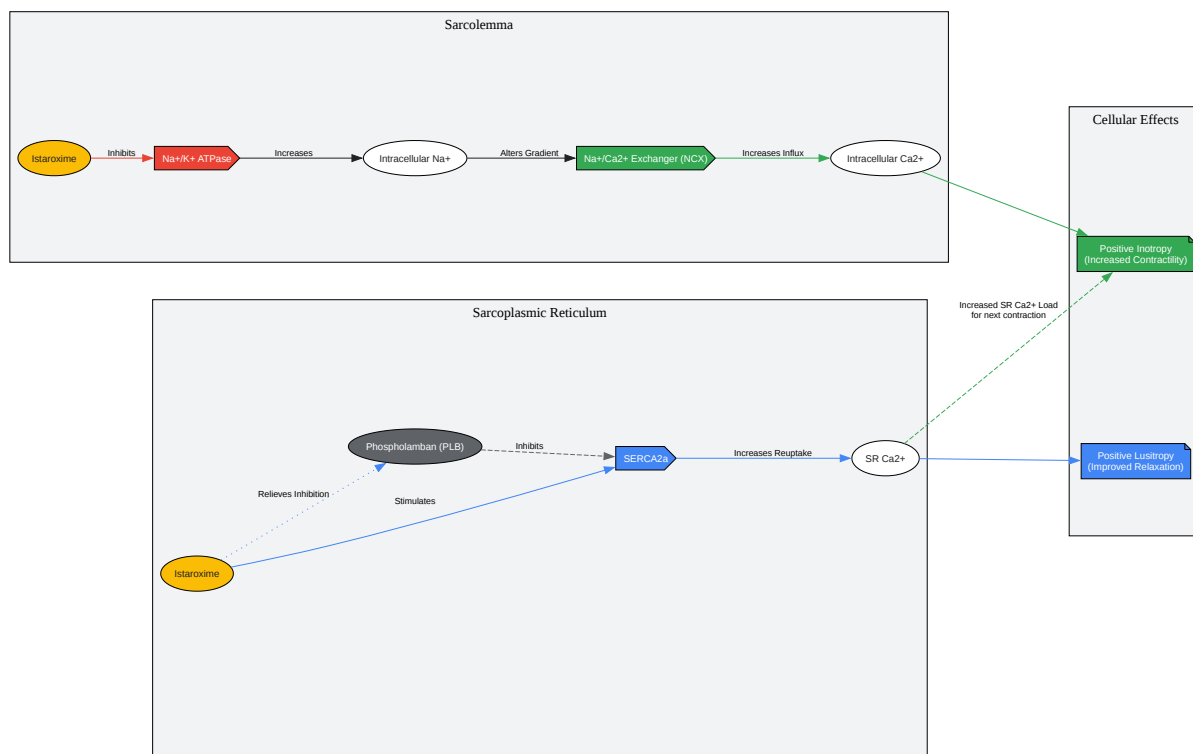 Sarcolemma
Istaroxime
Inhibits
Na+/K+ ATPase
Increases
Intracellular Na+
Alters Gradient
Na+/Ca2+ Exchanger (NCX)
Increases Influx
Intracellular Ca2+
Cellular Effects
Positive Inotropy
(Increased Contractility)
Increased SR Ca2+ Load
for next contraction
Positive Lusitropy
(Improved Relaxation)
Sarcoplasmic Reticulum
Phospholamban (PLB)
Inhibits
SERCA2a
Increases Reuptake
SR Ca2+
Relieves Inhibition
Stimulates
Istaroxime